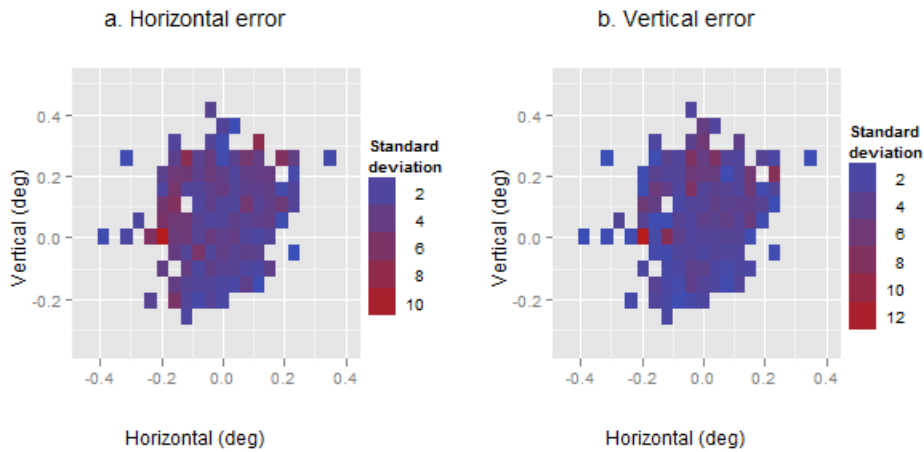 a. Horizontal error
b. Vertical error
Vertical (deg)
0.4
0.2
0.0
-0.2
-0.4
-0.2
0.0
0.2
0.4
Horizontal (deg)
Standard
deviation
2
4
6
8
10
Vertical (deg)
0.4
0.2
0.0
-0.2
-0.4
-0.2
0.0
0.2
0.4
Horizontal (deg)
Standard
deviation
2
4
6
8
10
12